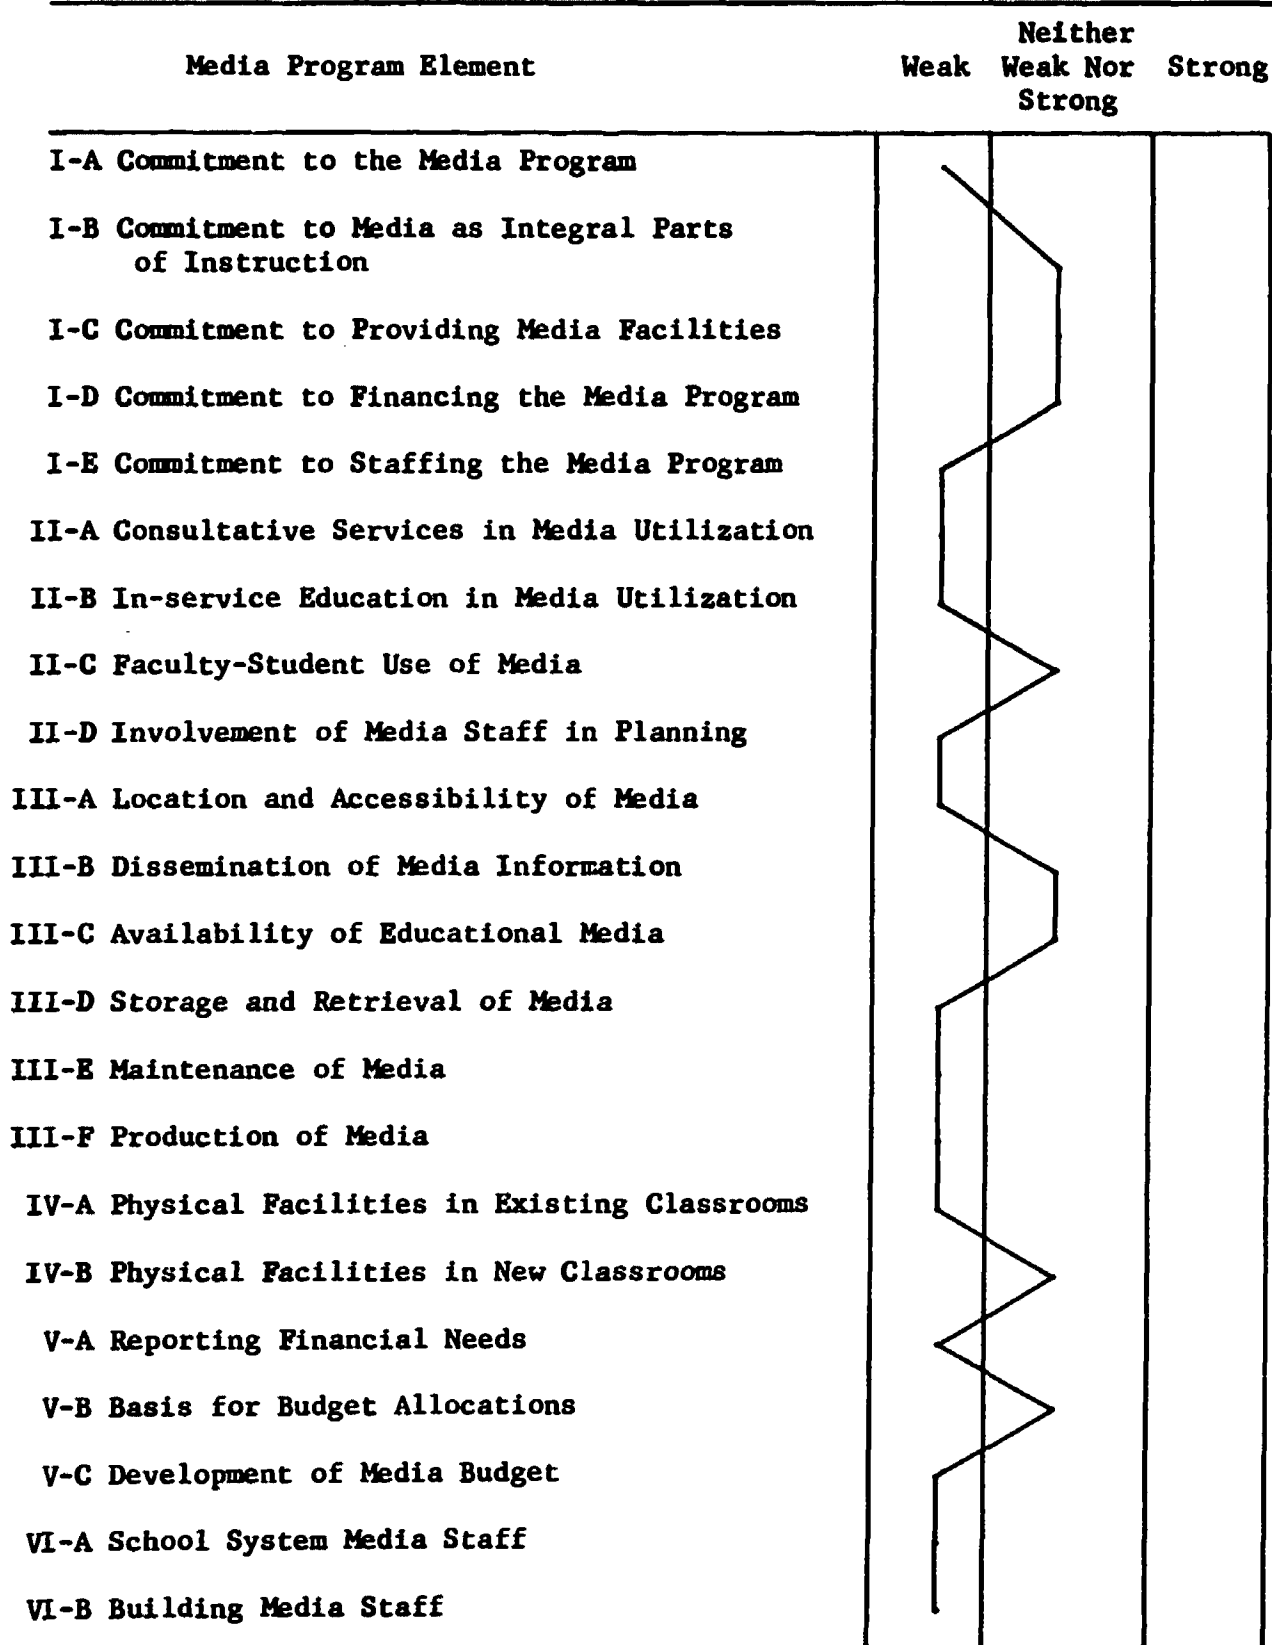 Neither
Media Program Element Weak Weak Nor Strong
Strong
I-A Commitment to the Media Program
I-B Commitment to Media as Integral Parts
of Instruction
I-C Commitment to Providing Media Facilities
I-D Commitment to Financing the Media Program
I-E Commitment to Staffing the Media Program
II-A Consultative Services in Media Utilization
II-B In-service Education in Media Utilization
II-C Faculty-Student Use of Media
II-D Involvement of Media Staff in Planning
III-A Location and Accessibility of Media
III-B Dissemination of Media Information
III-C Availability of Educational Media
III-D Storage and Retrieval of Media
III-E Maintenance of Media
III-F Production of Media
IV-A Physical Facilities in Existing Classrooms
IV-B Physical Facilities in New Classrooms
V-A Reporting Financial Needs
V-B Basis for Budget Allocations
V-C Development of Media Budget
VI-A School System Media Staff
VI-B Building Media Staff